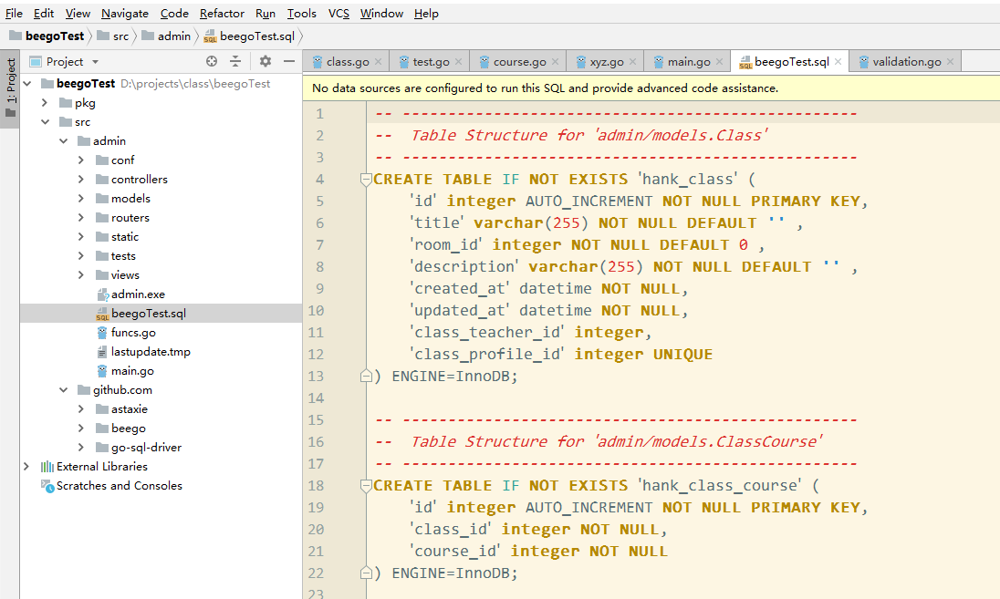 File Edit View Navigate Code Refactor Run Tools VCS Window Help
beegoTest src admin beegoTest.sql
1: Project
Project
class.go test.go course.go xyz.go main.go beegoTest.sql validation.go
beegoTest D:\projects\class\beegoTest
pkg
src
admin
conf
controllers
models
routers
static
tests
views
admin.exe
beegoTest.sql
funcs.go
lastupdate.tmp
main.go
github.com
astaxie
beego
go-sql-driver
External Libraries
Scratches and Consoles
No data sources are configured to run this SQL and provide advanced code assistance.
1 -- --------------------------------------------------
2 --  Table Structure for 'admin/models.Class'
3 -- --------------------------------------------------
4 CREATE TABLE IF NOT EXISTS 'hank_class' (
5     'id' integer AUTO_INCREMENT NOT NULL PRIMARY KEY,
6     'title' varchar(255) NOT NULL DEFAULT '' ,
7     'room_id' integer NOT NULL DEFAULT 0 ,
8     'description' varchar(255) NOT NULL DEFAULT '' ,
9     'created_at' datetime NOT NULL,
10     'updated_at' datetime NOT NULL,
11     'class_teacher_id' integer,
12     'class_profile_id' integer UNIQUE
13 ) ENGINE=InnoDB;
14
15 -- --------------------------------------------------
16 --  Table Structure for 'admin/models.ClassCourse'
17 -- --------------------------------------------------
18 CREATE TABLE IF NOT EXISTS 'hank_class_course' (
19     'id' integer AUTO_INCREMENT NOT NULL PRIMARY KEY,
20     'class_id' integer NOT NULL,
21     'course_id' integer NOT NULL
22 ) ENGINE=InnoDB;
23